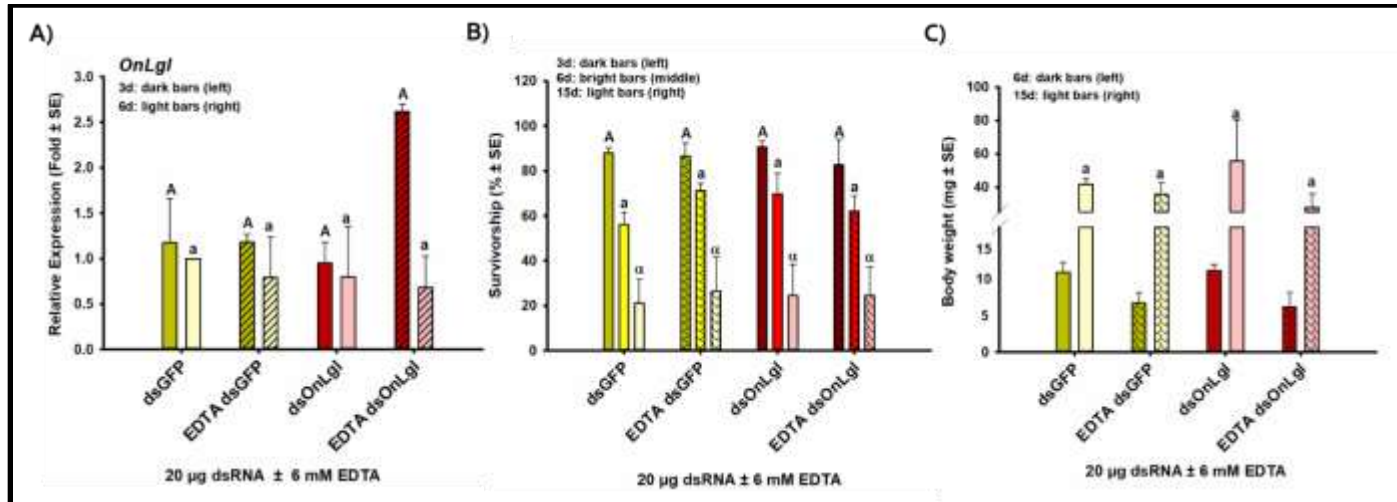 A)
OnLgl
3d: dark bars (left)
6d: light bars (right)
Relative Expression (Fold ± SE)
3.0
2.5
2.0
1.5
1.0
0.5
0.0
A
a
A
a
A
a
A
a
dsGFP
EDTA dsGFP
dsOnLgl
EDTA dsOnLgl
20 µg dsRNA ± 6 mM EDTA
B)
3d: dark bars (left)
6d: bright bars (middle)
15d: light bars (right)
Survivorship (% ± SE)
120
100
80
60
40
20
0
A
a
α
A
a
α
A
a
α
A
a
α
dsGFP
EDTA dsGFP
dsOnLgl
EDTA dsOnLgl
20 µg dsRNA ± 6 mM EDTA
C)
6d: dark bars (left)
15d: light bars (right)
Body weight (mg ± SE)
100
80
60
40
15
10
5
0
a
a
a
a
dsGFP
EDTA dsGFP
dsOnLgl
EDTA dsOnLgl
20 µg dsRNA ± 6 mM EDTA